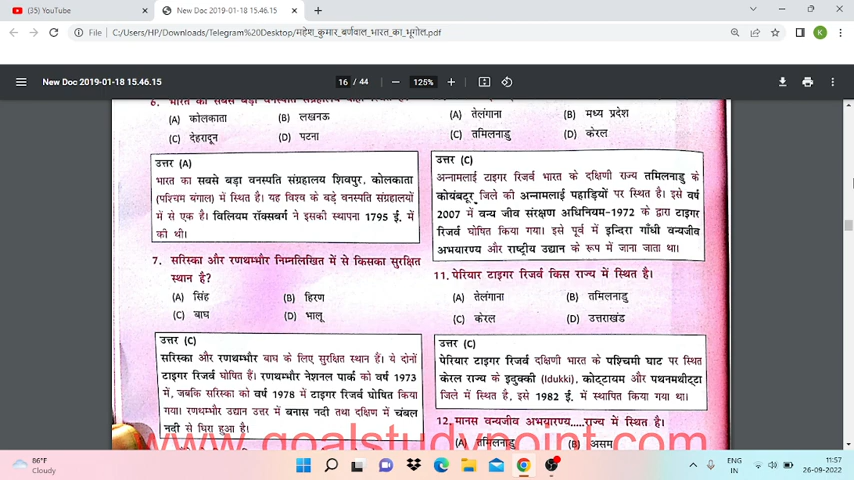 (35) YouTube
New Doc 2019-01-18 15.46.15
File
C:/Users/HP/Downloads/Telegram%20Desktop/महेश_कुमार_बर्णवाल_भारत_का_भूगोल.pdf
K
New Doc 2019-01-18 15.46.15
16 / 44
125%
6. भारत का सबसे बड़ा वनस्पति संग्रहालय
(A) कोलकाता (B) लखनऊ
(C) देहरादून (D) पटना
उत्तर (A)
भारत का सबसे बड़ा वनस्पति संग्रहालय शिवपुर, कोलकाता
(पश्चिम बंगाल) में स्थित है। यह विश्व के बड़े वनस्पति संग्रहालयों
में से एक है। विलियम रॉक्सबर्ग ने इसकी स्थापना 1795 ई. में
की थी।
7. सरिस्का और रणथम्भौर निम्नलिखित में से किसका सुरक्षित
स्थान है?
(A) सिंह (B) हिरण
(C) बाघ (D) भालू
उत्तर (C)
सरिस्का और रणथम्भौर बाघ के लिए सुरक्षित स्थान हैं। ये दोनों
टाइगर रिजर्व घोषित हैं। रणथम्भौर नेशनल पार्क को वर्ष 1973
में, जबकि सरिस्का को वर्ष 1978 में टाइगर रिजर्व घोषित किया
गया। रणथम्भौर उद्यान उत्तर में बनास नदी तथा दक्षिण में चंबल
नदी से घिरा हुआ है।
(A) तेलंगाना (B) मध्य प्रदेश
(C) तमिलनाडु (D) केरल
उत्तर (C)
अन्नामलाई टाइगर रिजर्व भारत के दक्षिणी राज्य तमिलनाडु के
कोयंबटूर जिले की अन्नामलाई पहाड़ियों पर स्थित है। इसे वर्ष
2007 में वन्य जीव संरक्षण अधिनियम-1972 के द्वारा टाइगर
रिजर्व घोषित किया गया। इसे पूर्व में इन्दिरा गाँधी वन्यजीव
अभयारण्य और राष्ट्रीय उद्यान के रूप में जाना जाता था।
11. पेरियार टाइगर रिजर्व किस राज्य में स्थित है।
(A) तेलंगाना (B) तमिलनाडु
(C) केरल (D) उत्तराखंड
उत्तर (C)
पेरियार टाइगर रिजर्व दक्षिणी भारत के पश्चिमी घाट पर स्थित
केरल राज्य के इदुक्की (Idukki), कोट्टायम और पथनमथीट्टा
जिले में स्थित है, इसे 1982 ई. में स्थापित किया गया था।
12. मानस वन्यजीव अभयारण्य.....राज्य में स्थित है।
(A) तमिलनाडु (B) असम
www.goalstudypoint.com
86°F
Cloudy
ENG
IN
11:57
26-09-2022